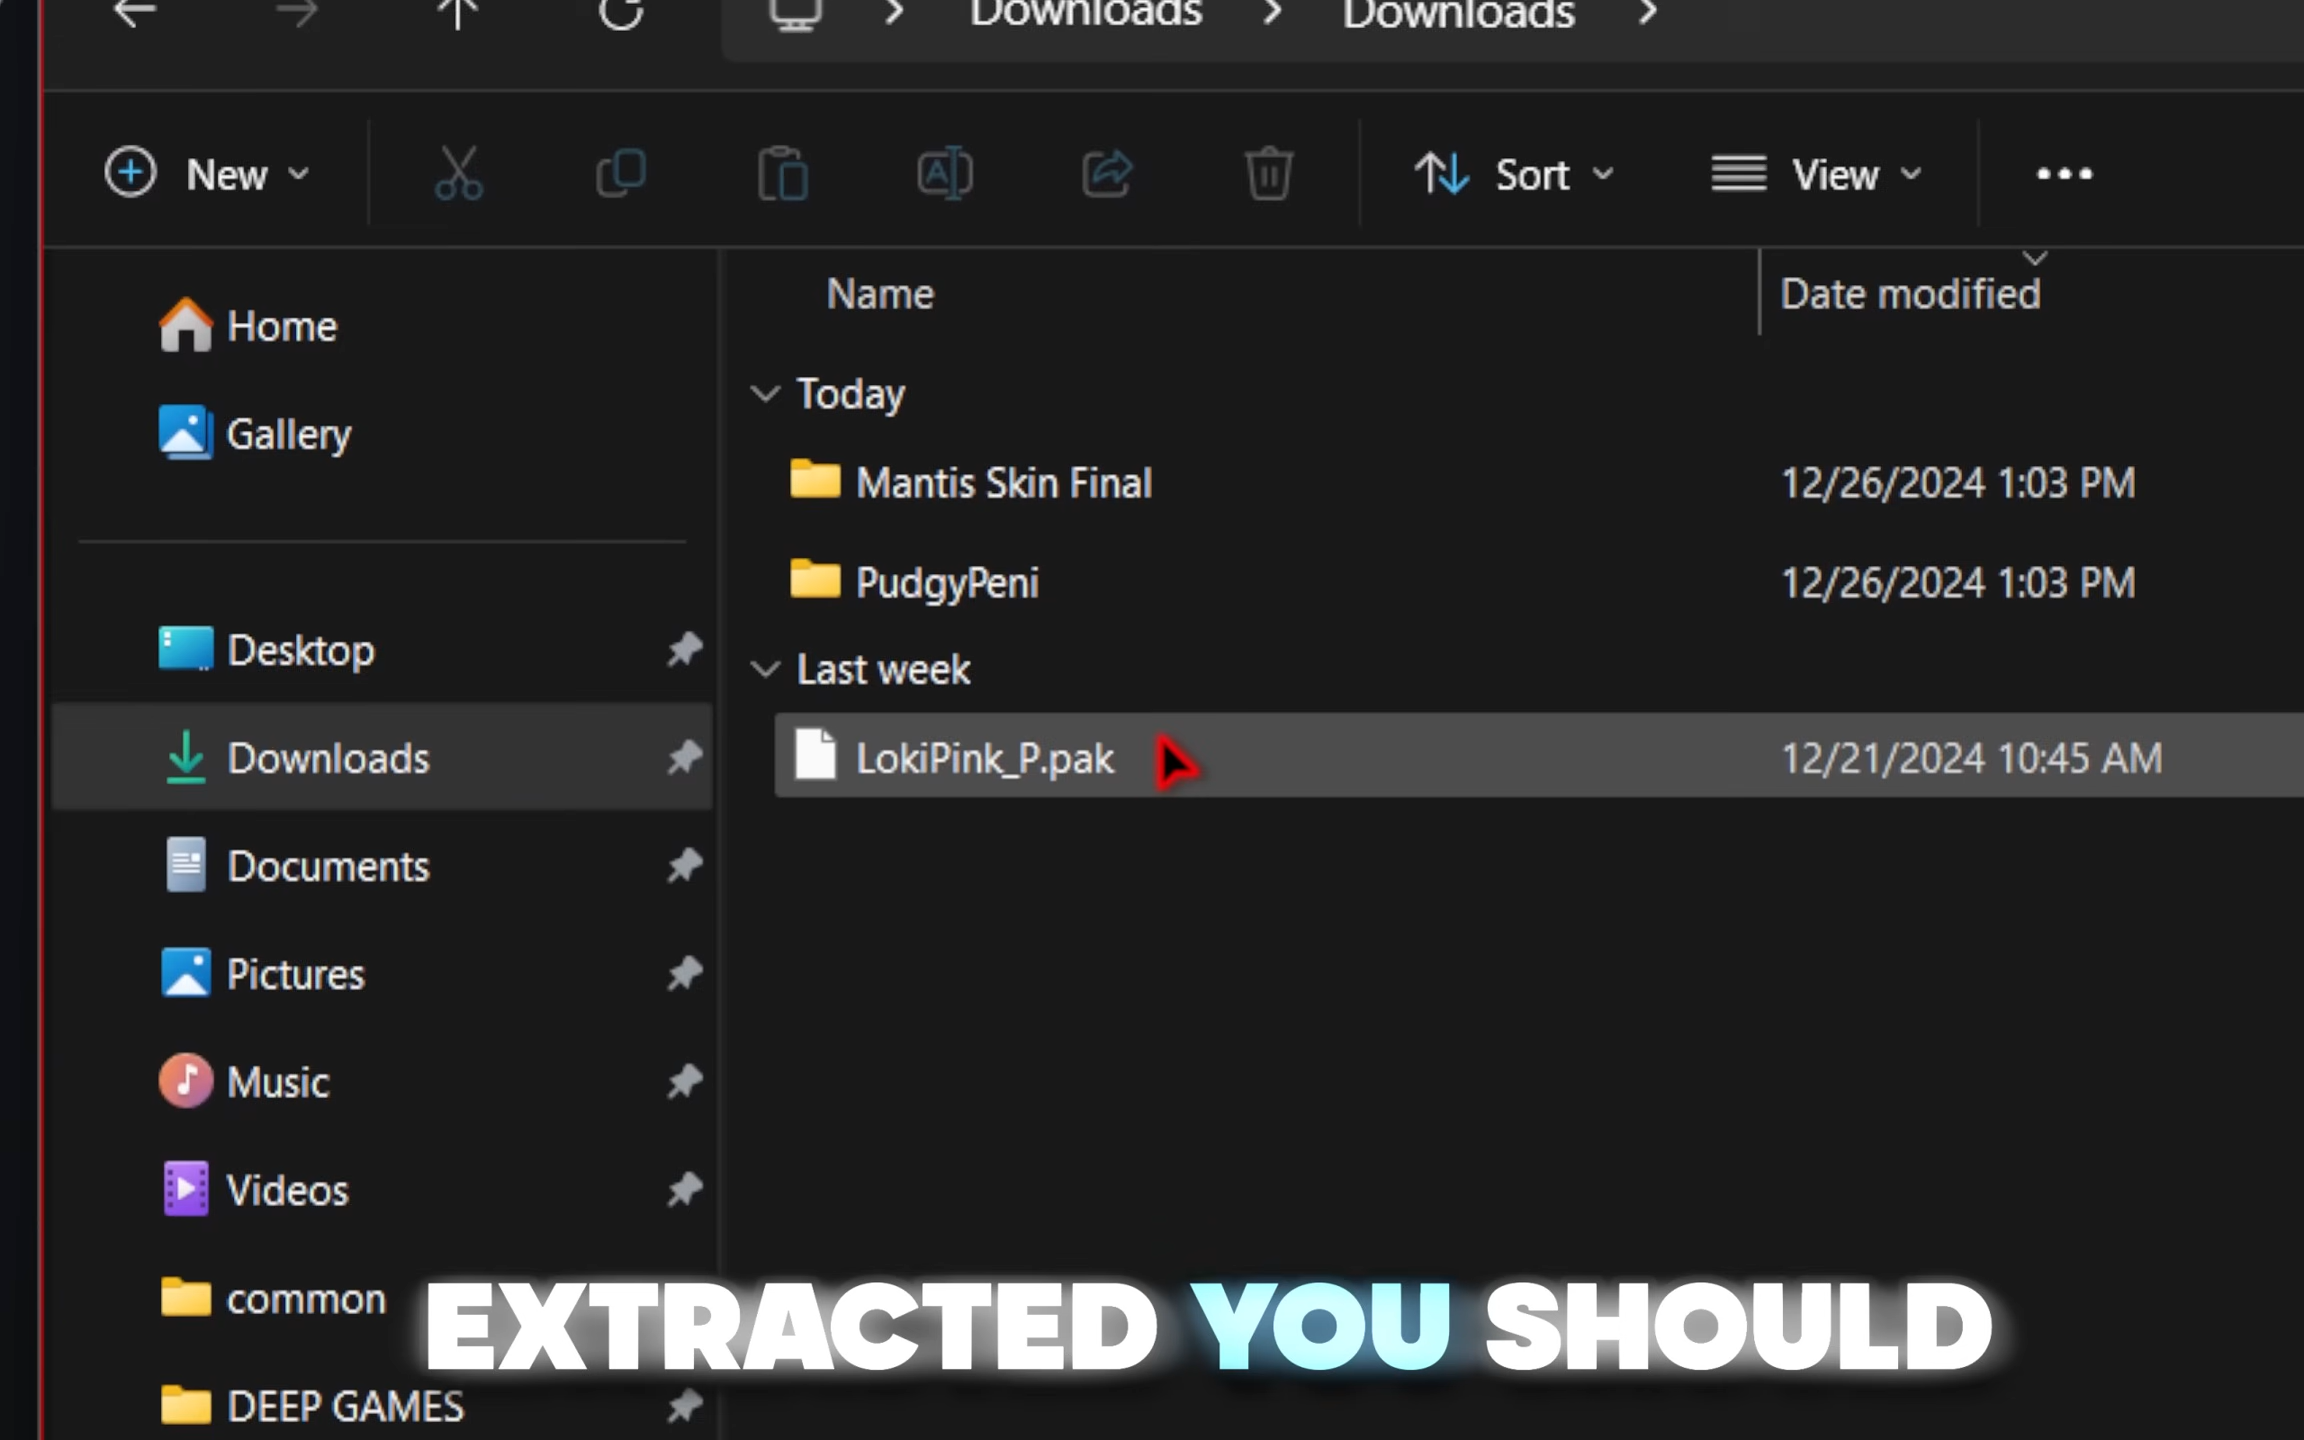 Downloads > Downloads >
New Sort View
Name Date modified
Home
Gallery
Today
Mantis Skin Final 12/26/2024 1:03 PM
PudgyPeni 12/26/2024 1:03 PM
Desktop
Last week
Downloads
LokiPink_P.pak 12/21/2024 10:45 AM
Documents
Pictures
Music
Videos
common
EXTRACTED YOU SHOULD
DEEP GAMES